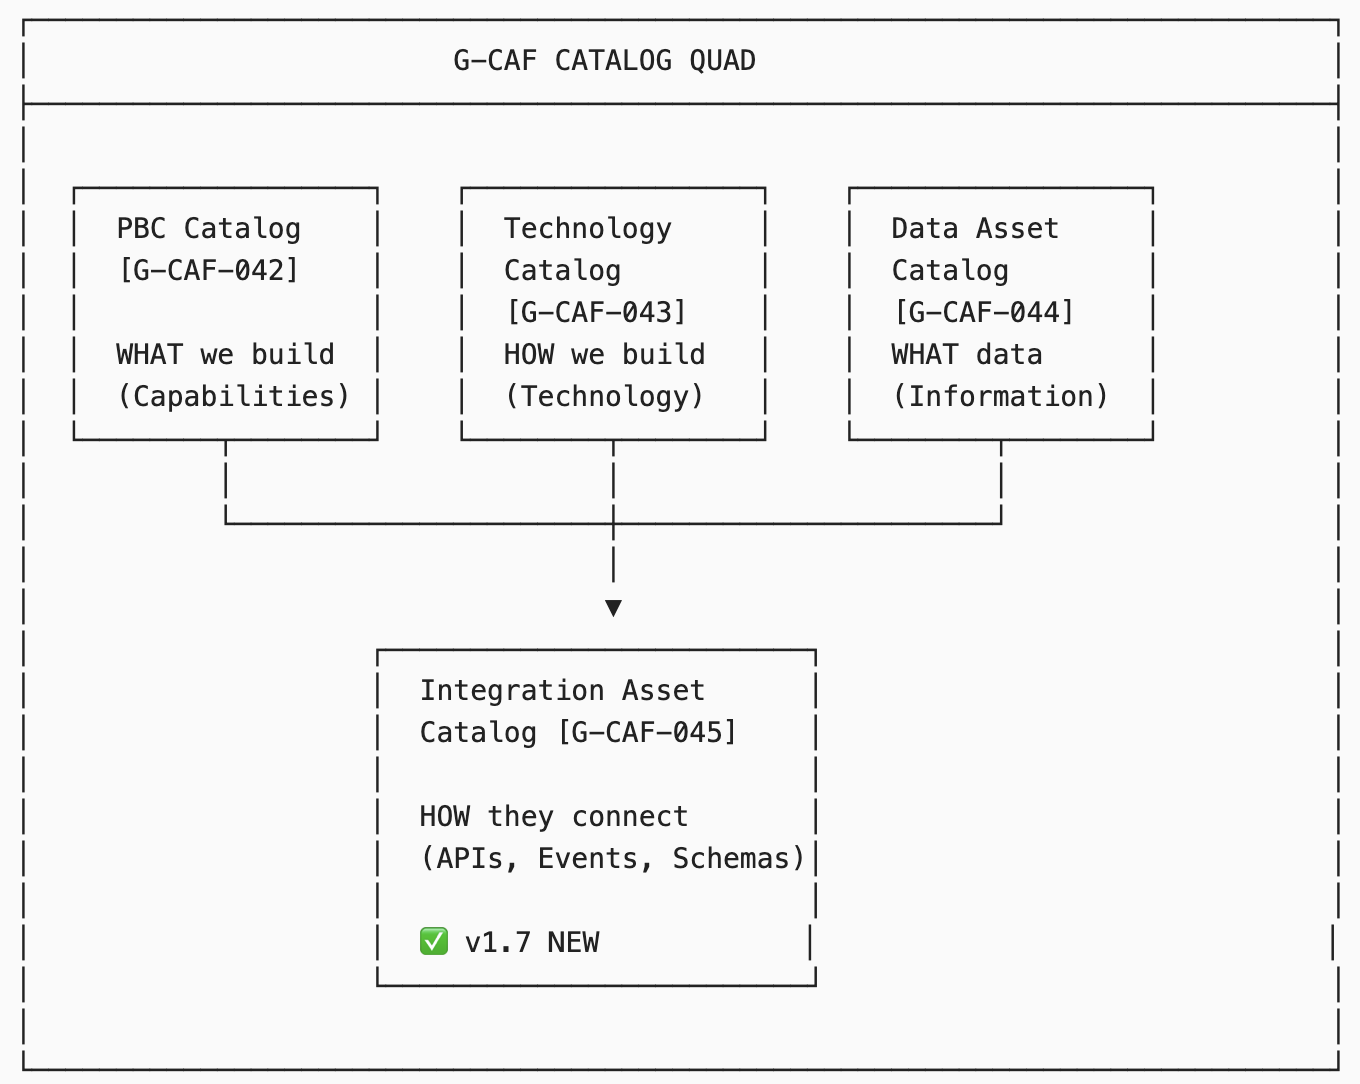 G-CAF CATALOG QUAD
PBC Catalog
[G-CAF-042]
WHAT we build
(Capabilities)
Technology
Catalog
[G-CAF-043]
HOW we build
(Technology)
Data Asset
Catalog
[G-CAF-044]
WHAT data
(Information)
Integration Asset
Catalog [G-CAF-045]
HOW they connect
(APIs, Events, Schemas)
✅ v1.7 NEW